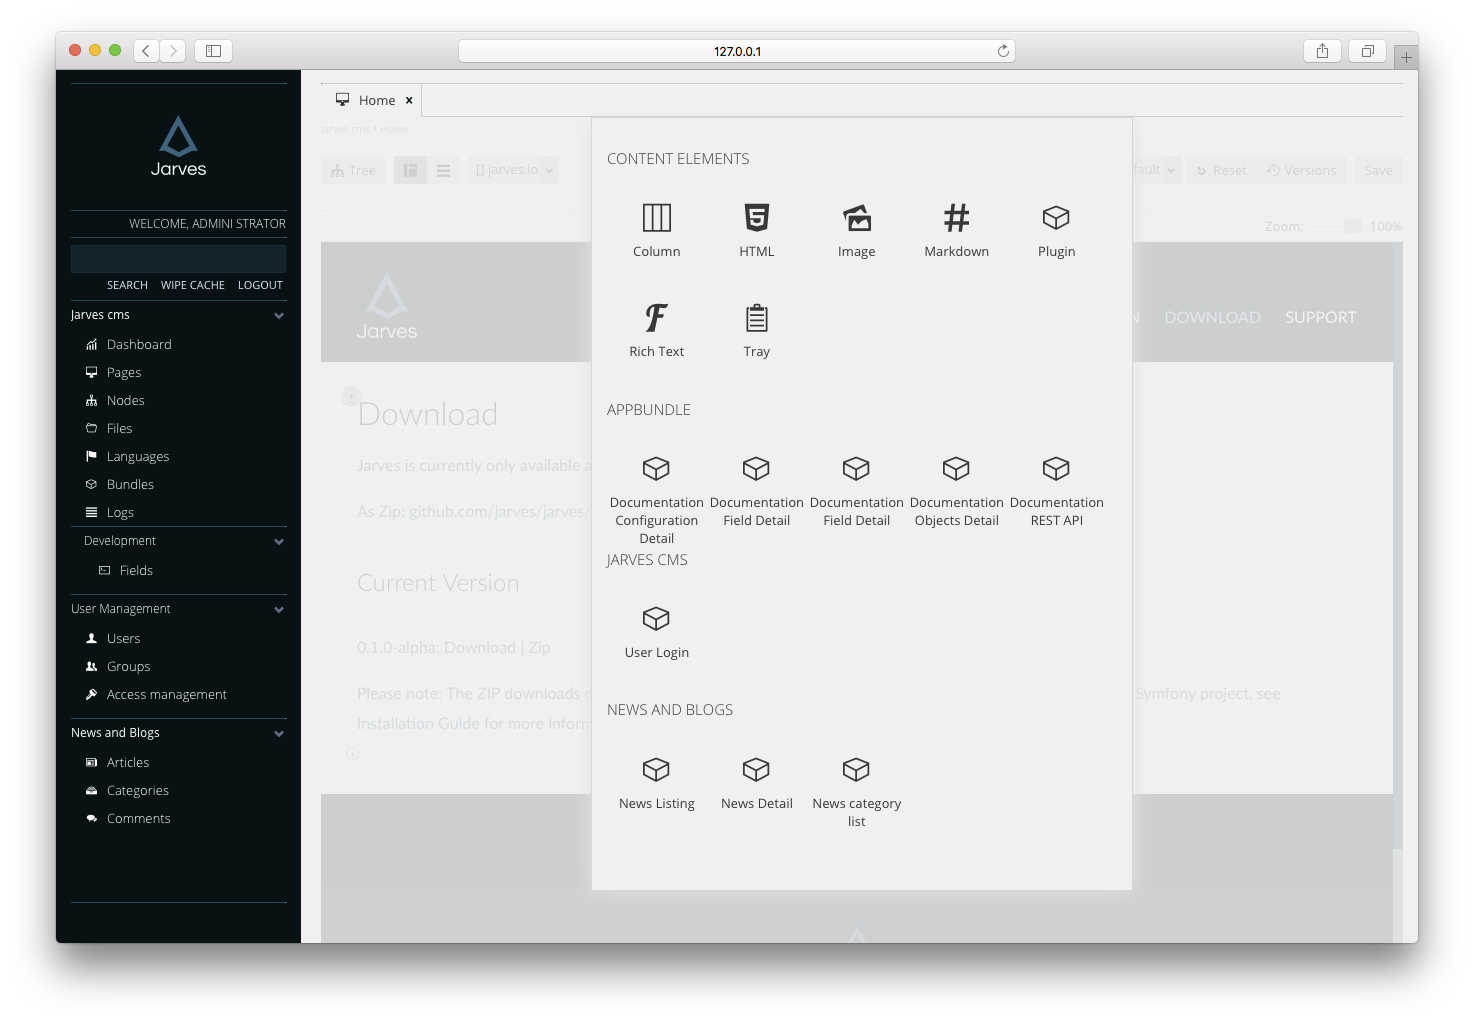 127.0.0.1
Jarves
WELCOME, ADMINI STRATOR
SEARCH WIPE CACHE LOGOUT
Jarves cms
Dashboard
Pages
Nodes
Files
Languages
Bundles
Logs
Development
Fields
User Management
Users
Groups
Access management
News and Blogs
Articles
Categories
Comments
Home
jarves cms › Home
Tree
[] jarves.io
Reset Versions Save
Zoom: 100%
Jarves
DOWNLOAD SUPPORT
Download
Jarves is currently only available
As Zip: github.com/jarves/jarves/
Current Version
0.1.0-alpha: Download | Zip
Please note: The ZIP downloads
Symfony project, see
Installation Guide for more
CONTENT ELEMENTS
Column
HTML
Image
Markdown
Plugin
Rich Text
Tray
APPBUNDLE
Documentation
Configuration
Detail
Documentation
Field Detail
Documentation
Field Detail
Documentation
Objects Detail
Documentation
REST API
JARVES CMS
User Login
NEWS AND BLOGS
News Listing
News Detail
News category
list